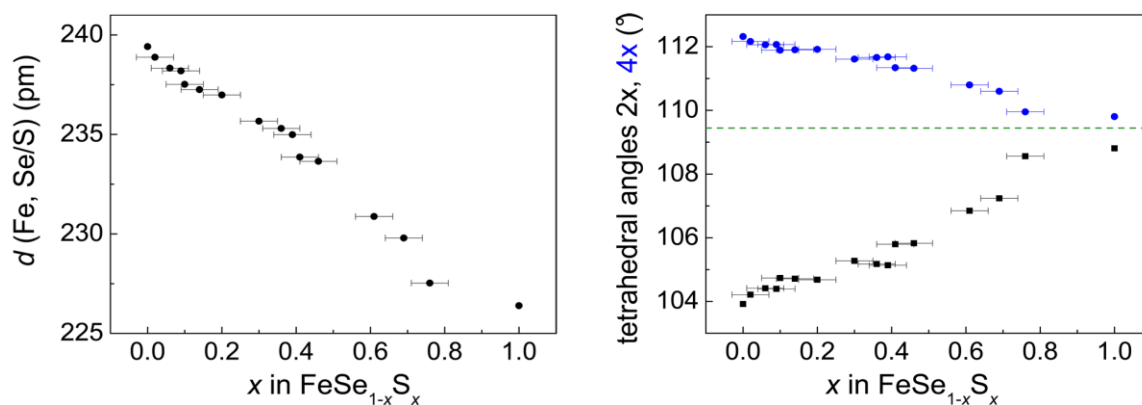 d (Fe, Se/S) (pm)
240
235
230
225
0.0 0.2 0.4 0.6 0.8 1.0
x in FeSe1-xSx
tetrahedral angles 2x, 4x (°)
112
110
108
106
104
0.0 0.2 0.4 0.6 0.8 1.0
x in FeSe1-xSx